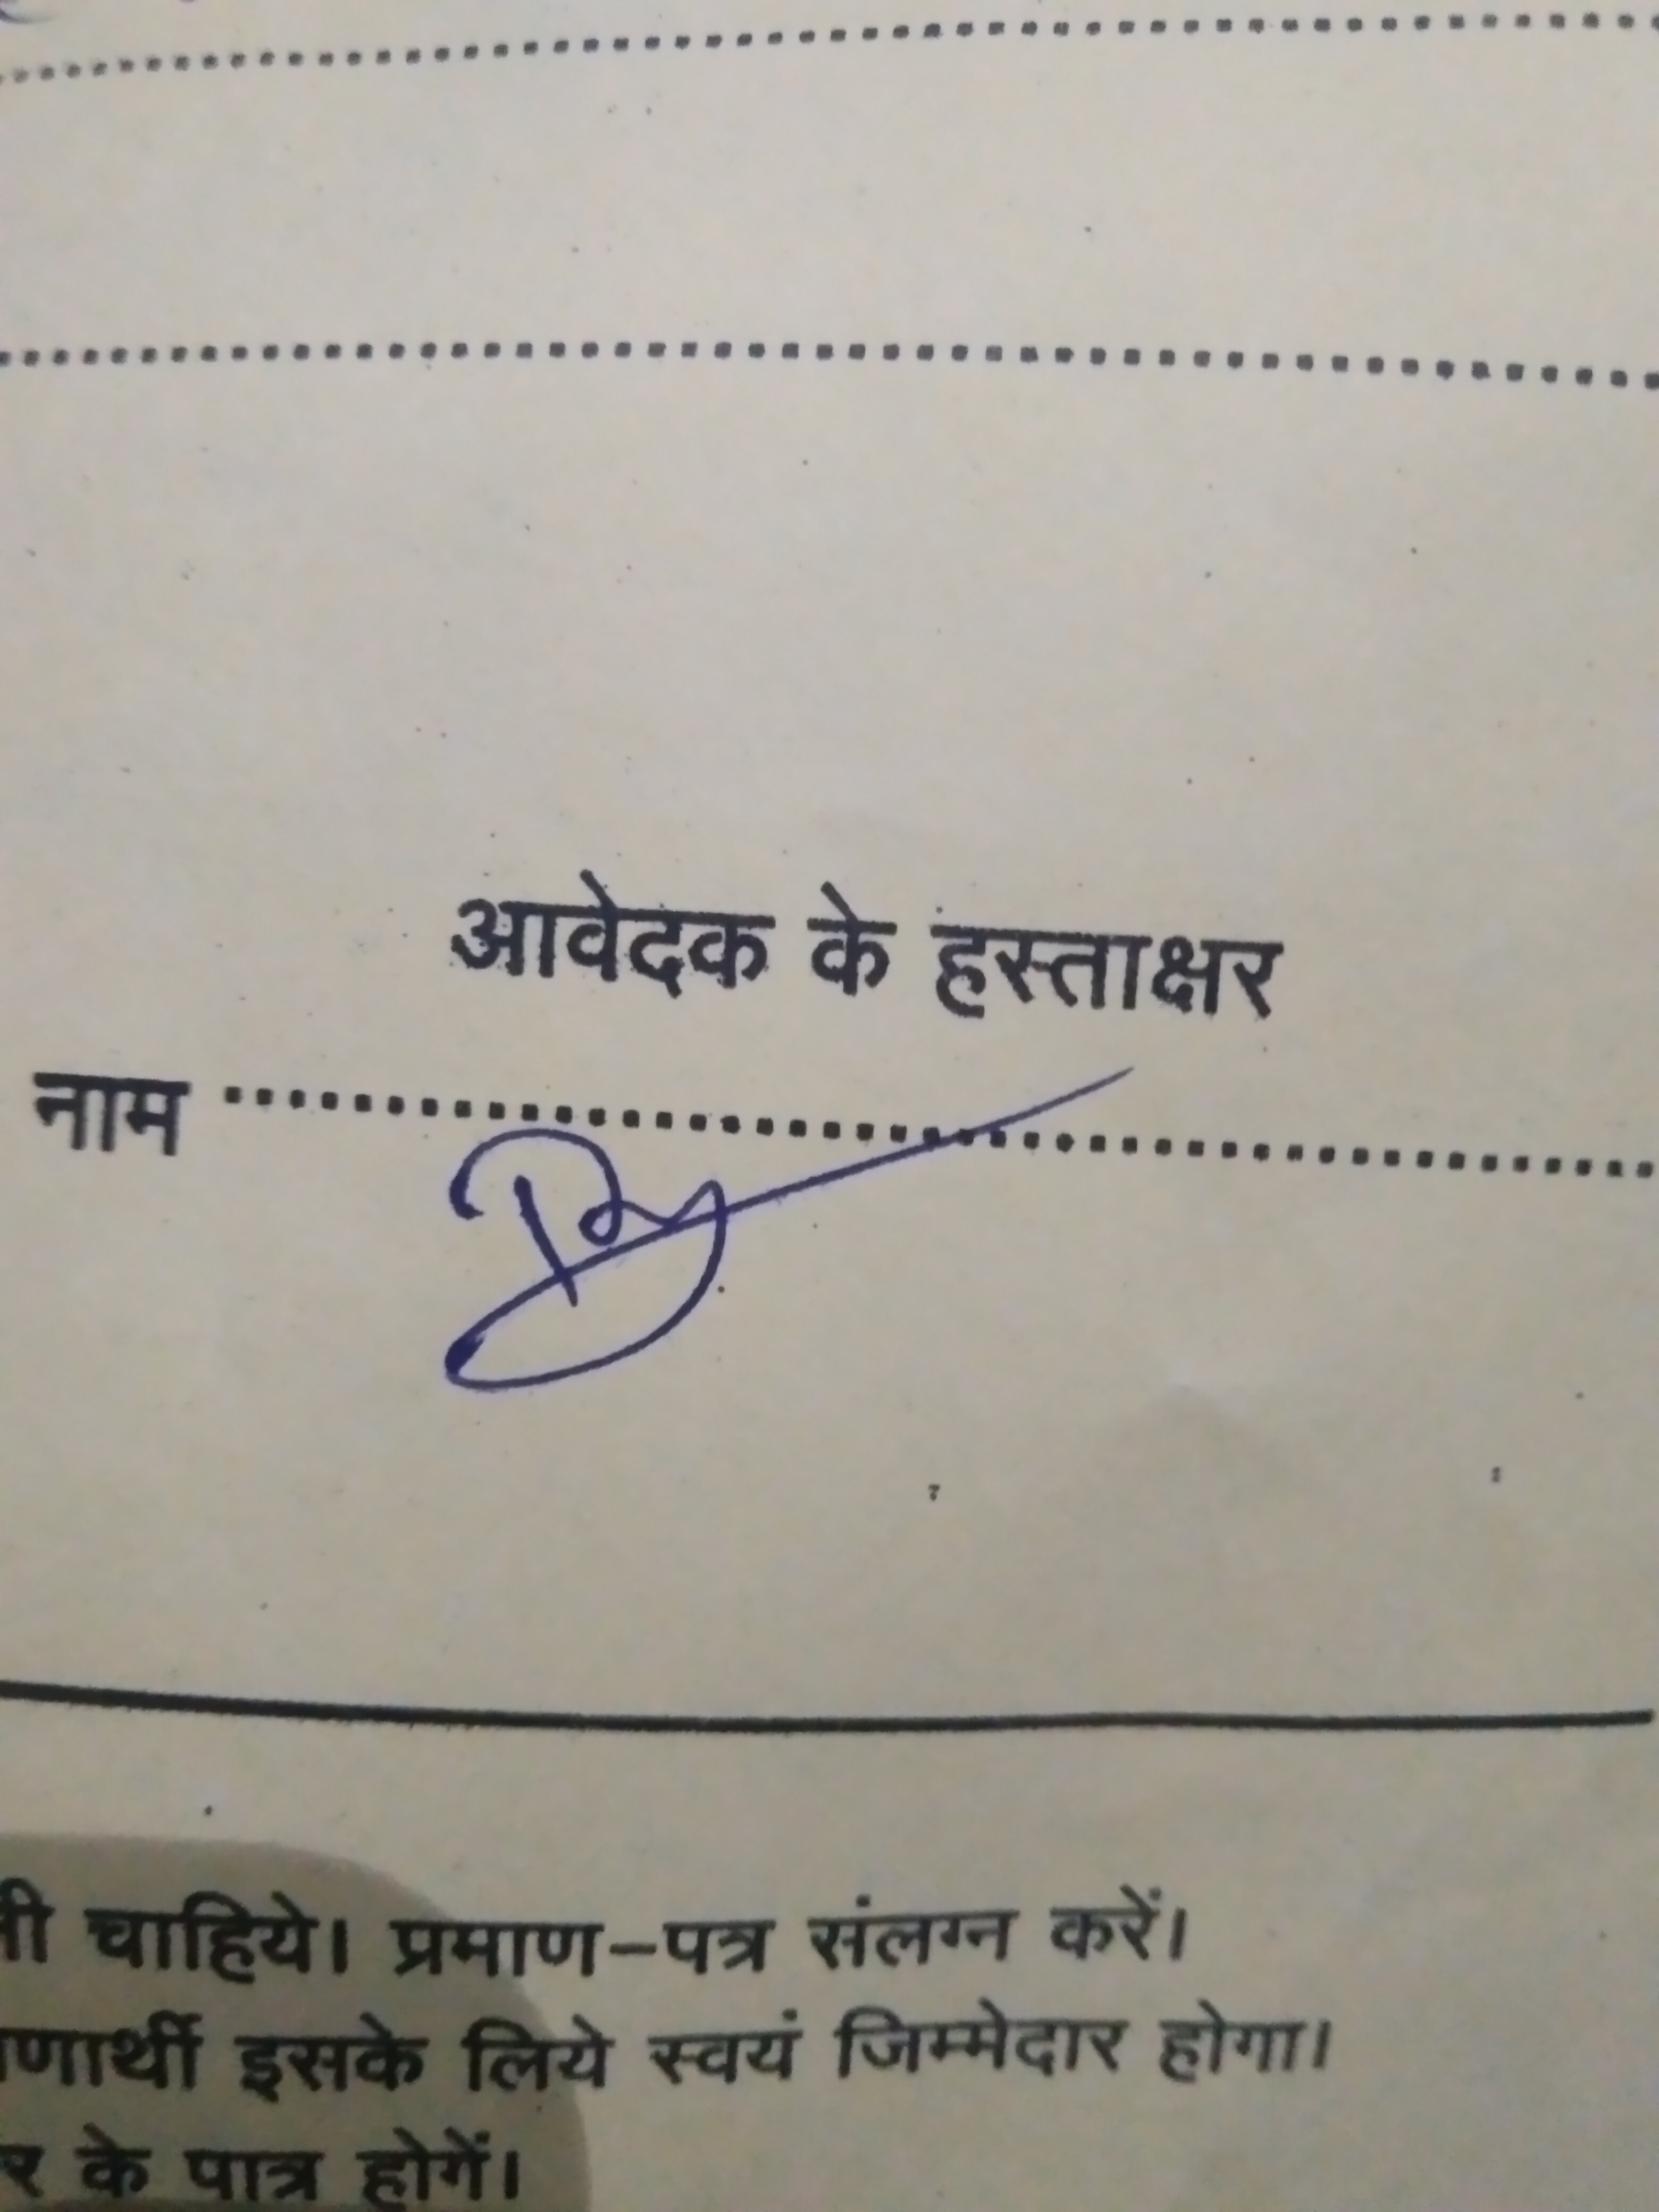 आवेदक के हस्ताक्षर
नाम
चाहिये। प्रमाण-पत्र संलग्न करें।
इसके लिये स्वयं जिम्मेदार होगा।
के पात्र होगें।